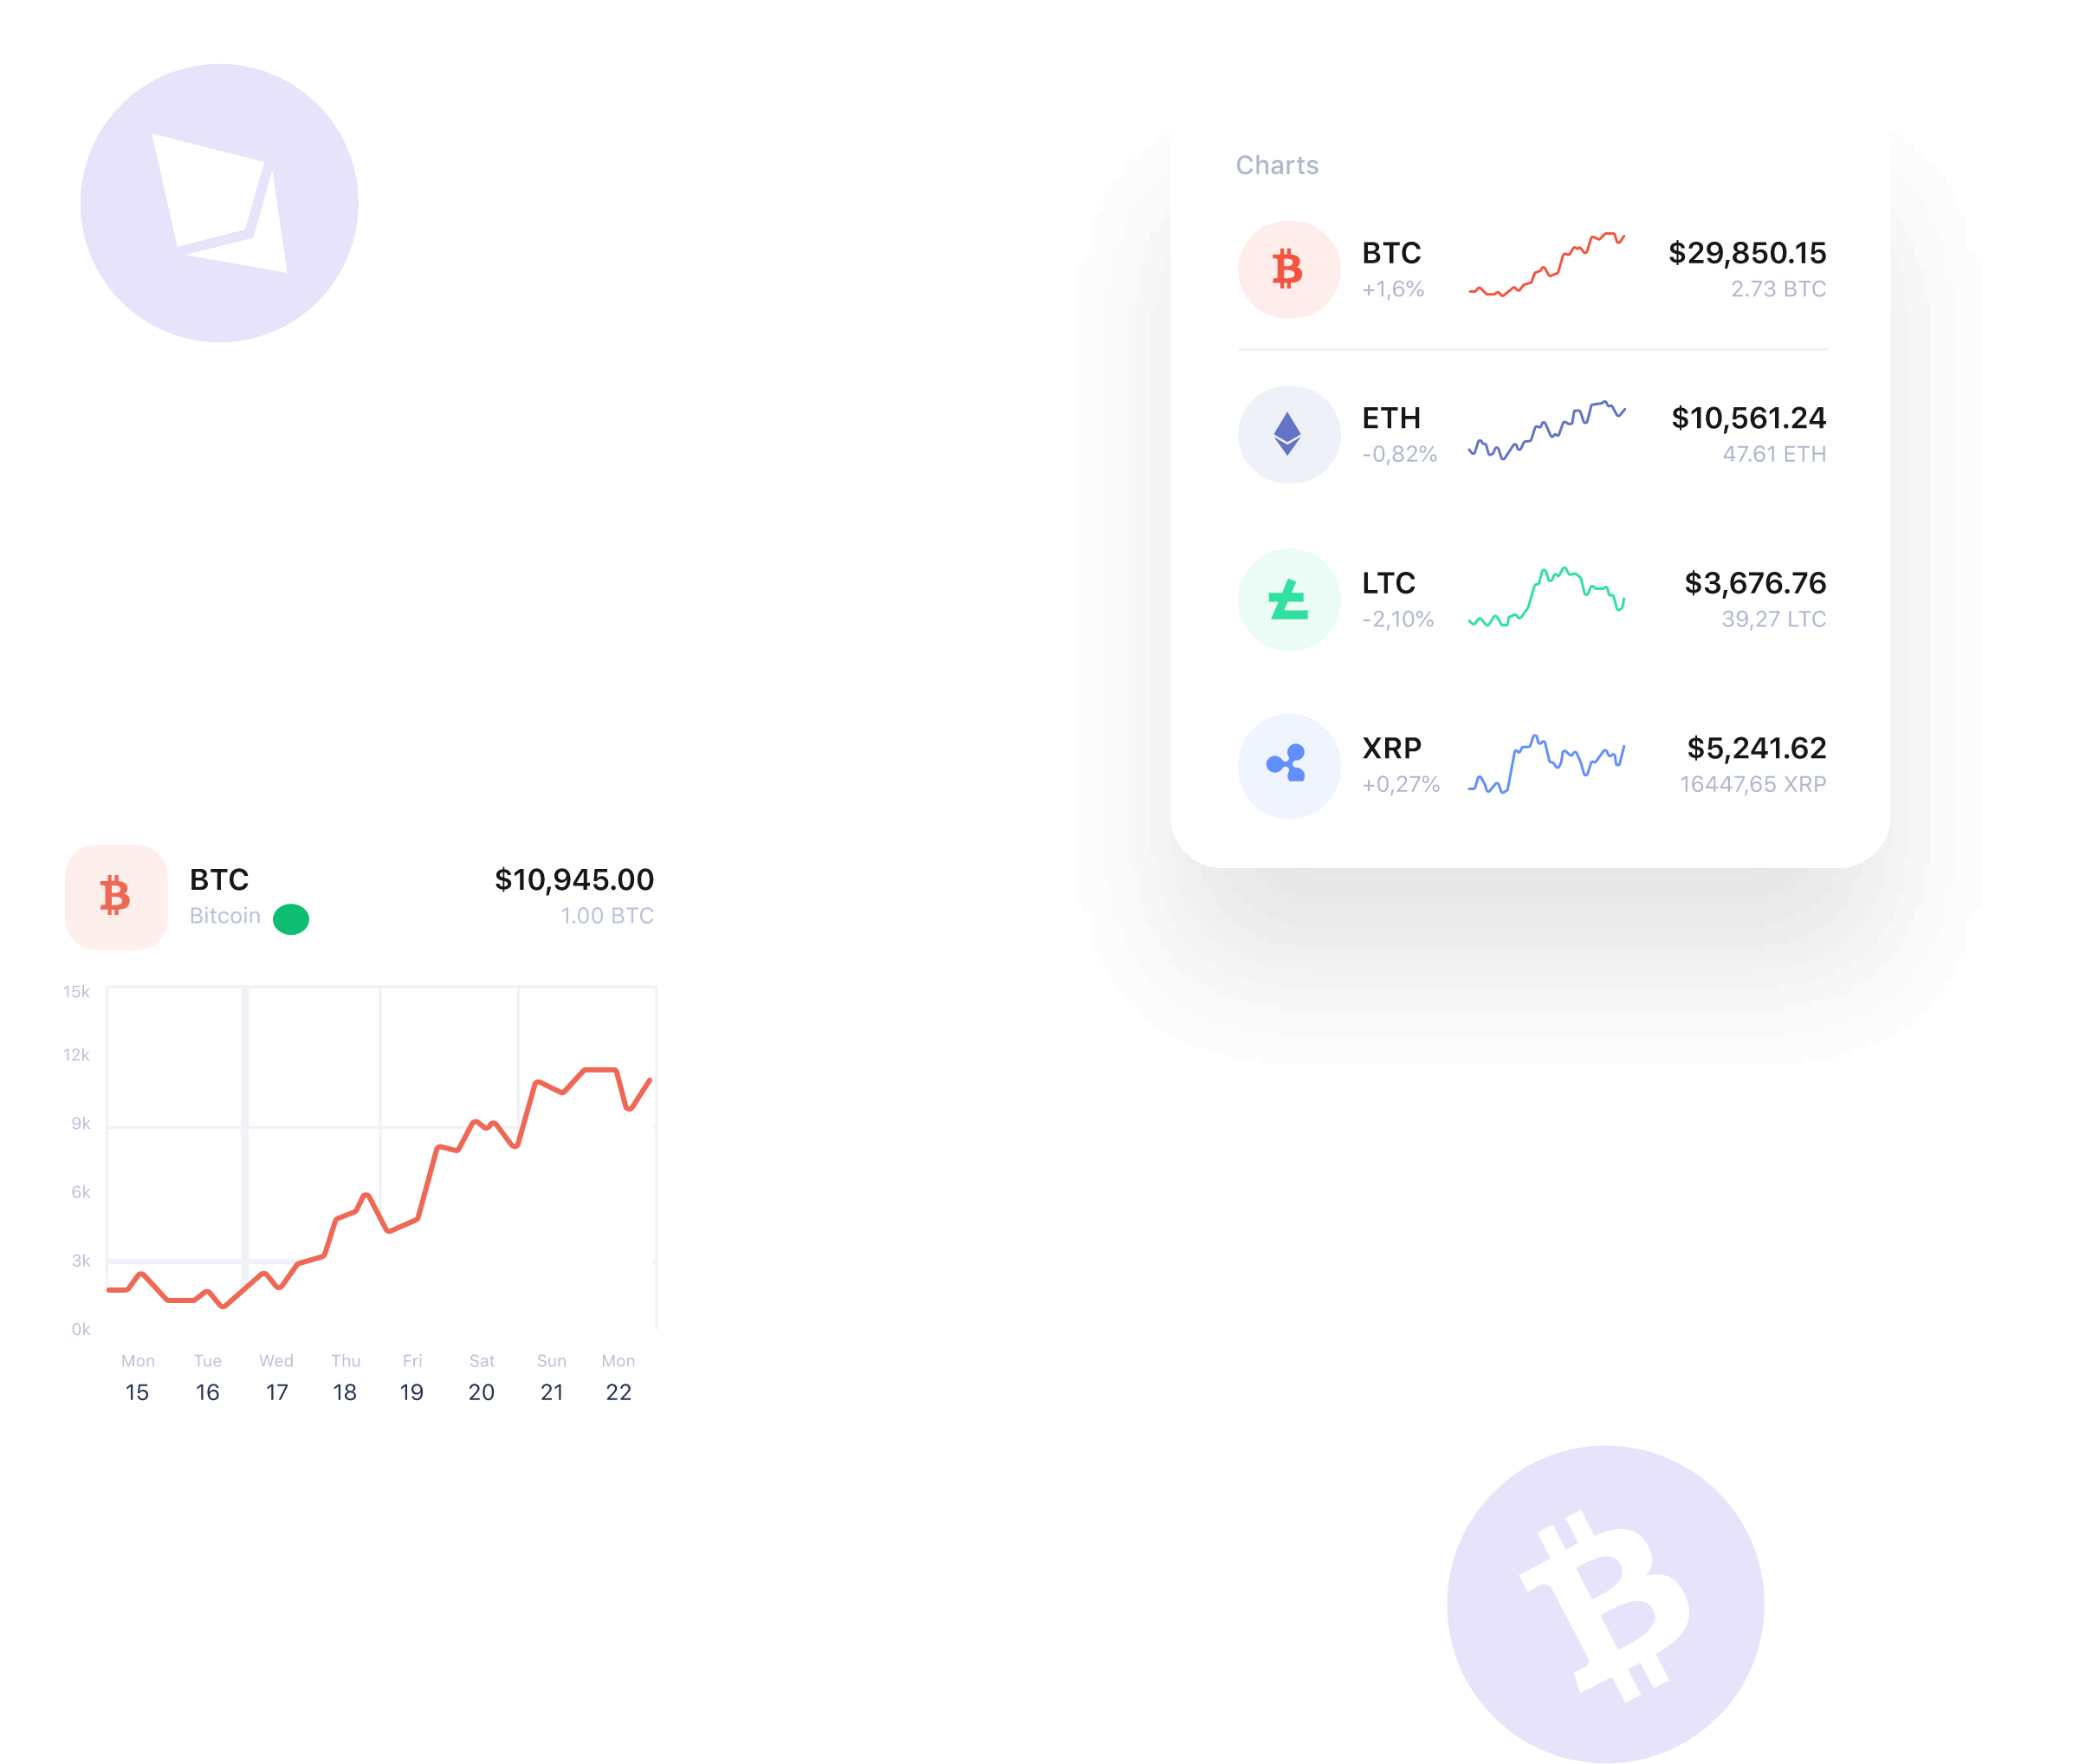 Charts
BTC
$29,850.15
+1,6%
2.73 BTC
ETH
$10,561.24
-0,82%
47.61 ETH
LTC
$3,676.76
-2,10%
39,27 LTC
XRP
$5,241.62
+0,27%
16447,65 XRP
BTC
$10,945.00
Bitcoin
1.00 BTC
15k
12k
9k
6k
3k
0k
Mon Tue Wed Thu Fri Sat Sun Mon
15 16 17 18 19 20 21 22